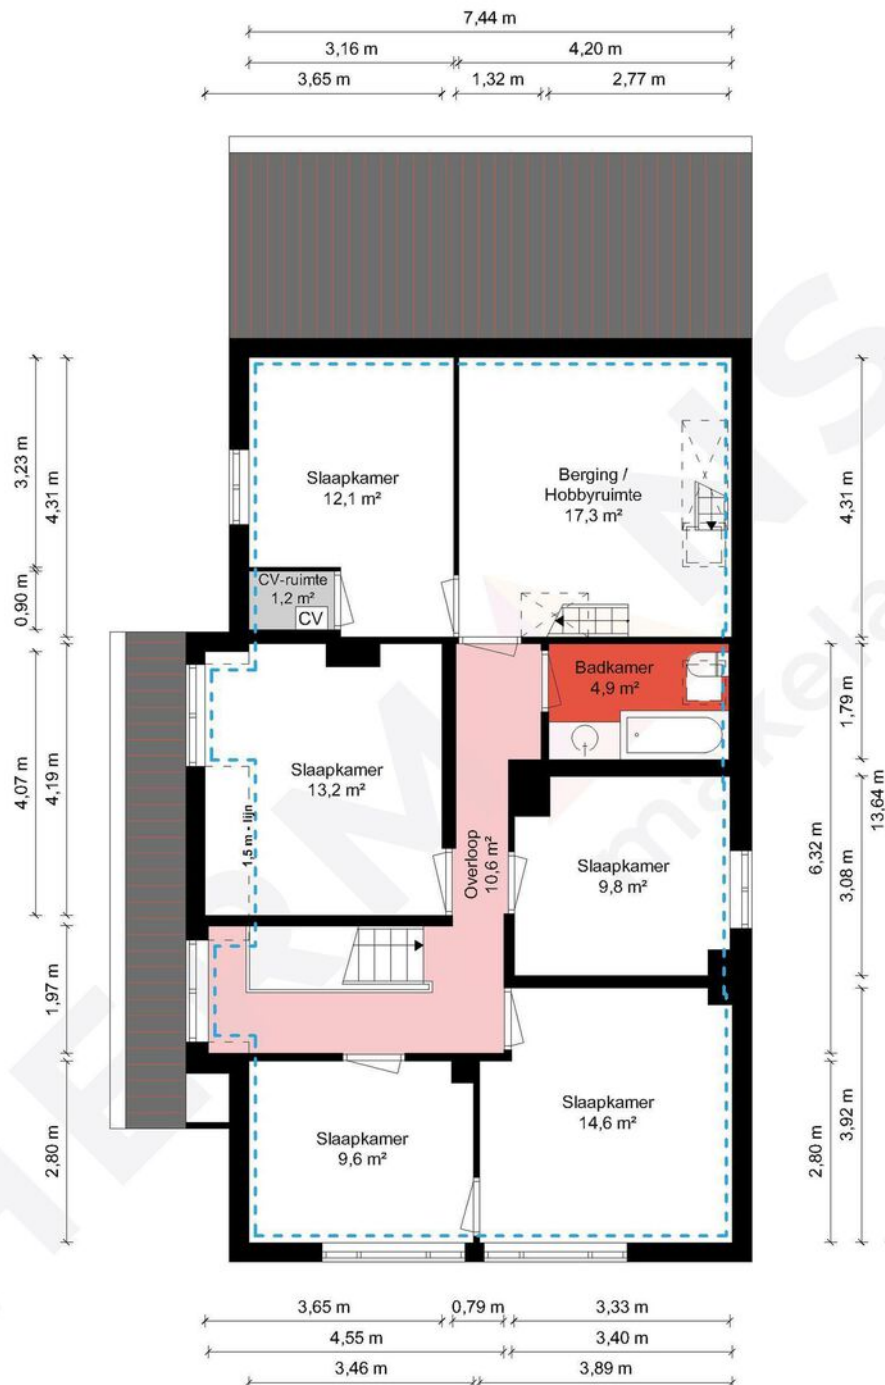 7,44 m
3,16 m
4,20 m
3,65 m
1,32 m
2,77 m
3,23 m
4,31 m
0,90 m
4,07 m
4,19 m
1,97 m
2,80 m
Slaapkamer
12,1 m²
Berging /
Hobbyruimte
17,3 m²
CV-ruimte
1,2 m²
CV
Badkamer
4,9 m²
Slaapkamer
13,2 m²
1,5 m - lijn
Overloop
10,6 m²
Slaapkamer
9,8 m²
Slaapkamer
14,6 m²
Slaapkamer
9,6 m²
4,31 m
1,79 m
13,64 m
6,32 m
3,08 m
3,92 m
2,80 m
3,65 m
0,79 m
3,33 m
4,55 m
3,40 m
3,46 m
3,89 m
HERMANS
makela